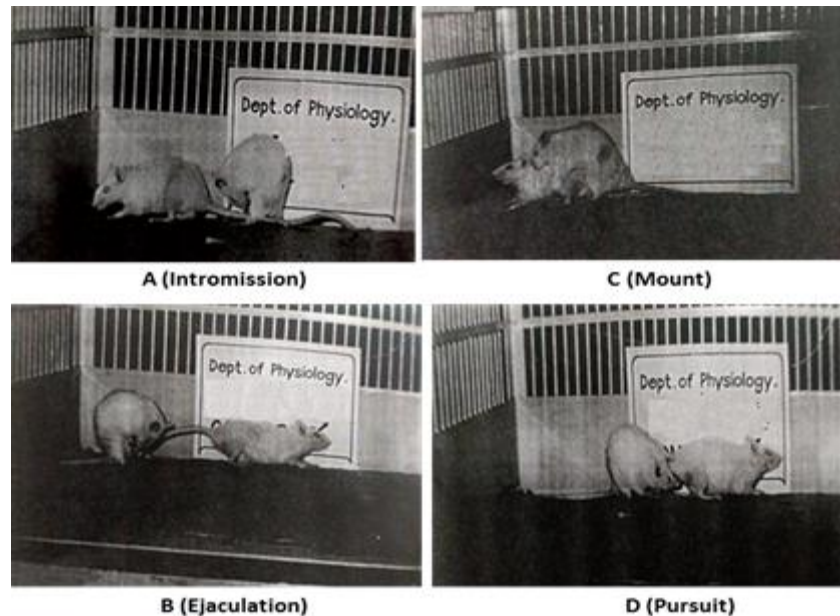 Dept. of Physiology.
A (Intromission)
Dept. of Physiology.
C (Mount)
Dept. of Physiology.
B (Ejaculation)
Dept. of Physiology.
D (Pursuit)